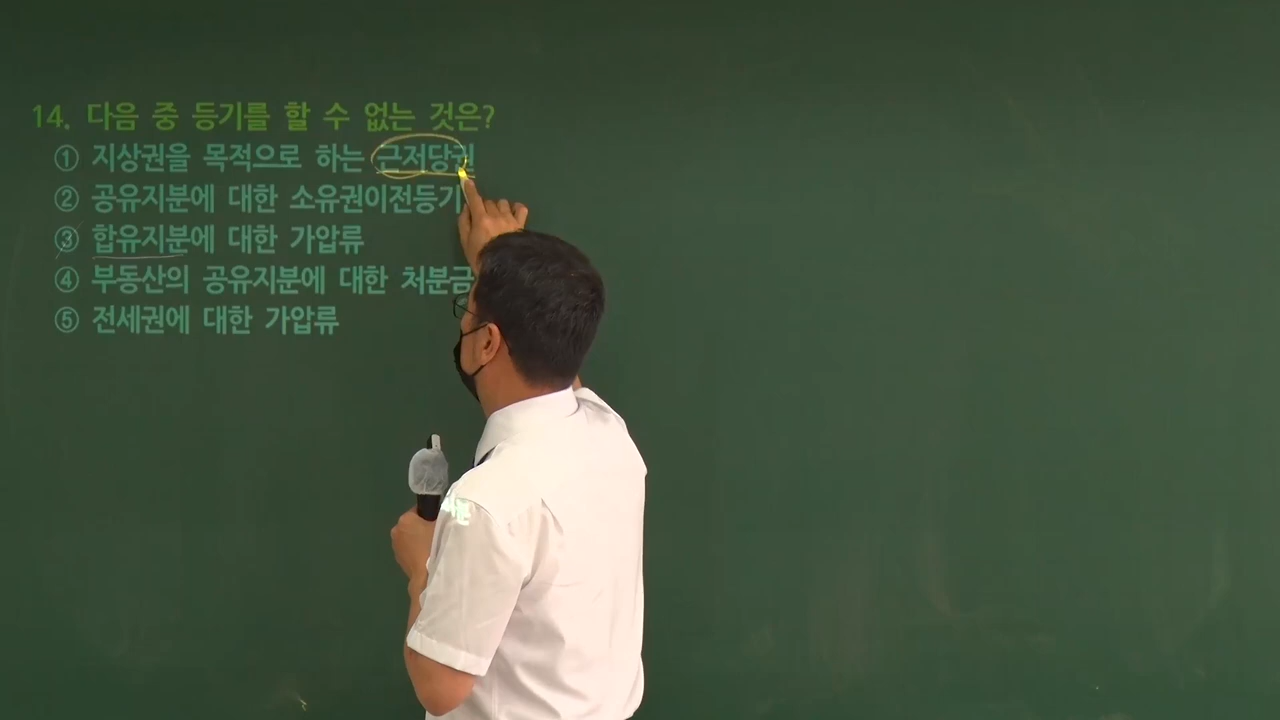 14. 다음 중 등기를 할 수 없는 것은?
① 지상권을 목적으로 하는 근저당권
② 공유지분에 대한 소유권이전등기
③ 합유지분에 대한 가압류
④ 부동산의 공유지분에 대한 처분금
⑤ 전세권에 대한 가압류